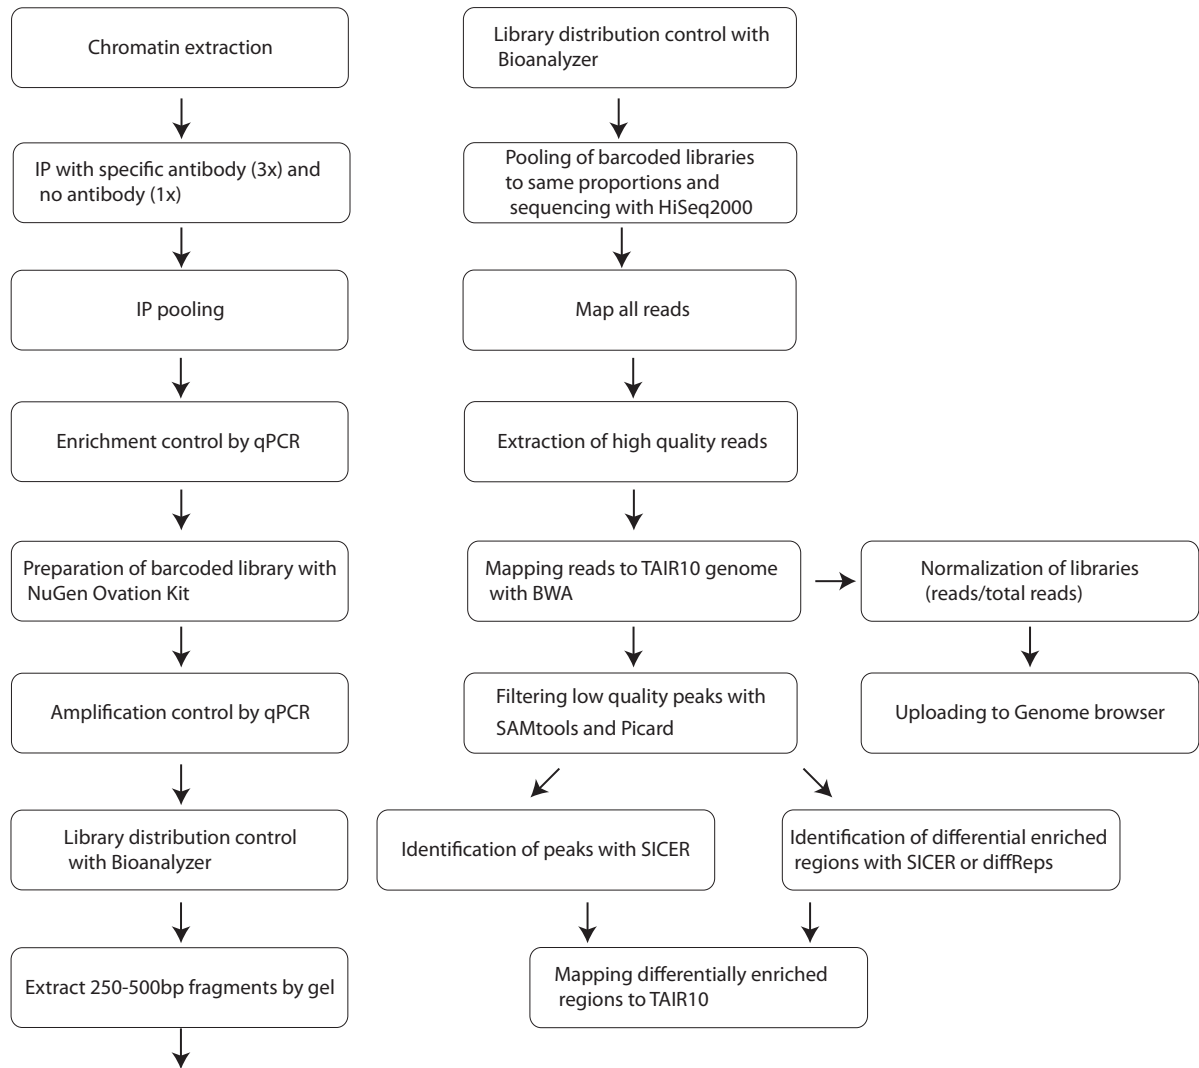 Chromatin extraction
IP with specific antibody (3x) and
no antibody (1x)
IP pooling
Enrichment control by qPCR
Preparation of barcoded library with
NuGen Ovation Kit
Amplification control by qPCR
Library distribution control
with Bioanalyzer
Extract 250-500bp fragments by gel
Library distribution control with
Bioanalyzer
Pooling of barcoded libraries
to same proportions and
sequencing with HiSeq2000
Map all reads
Extraction of high quality reads
Mapping reads to TAIR10 genome
with BWA
Normalization of libraries
(reads/total reads)
Filtering low quality peaks with
SAMtools and Picard
Uploading to Genome browser
Identification of peaks with SICER
Identification of differential enriched
regions with SICER or diffReps
Mapping differentially enriched
regions to TAIR10